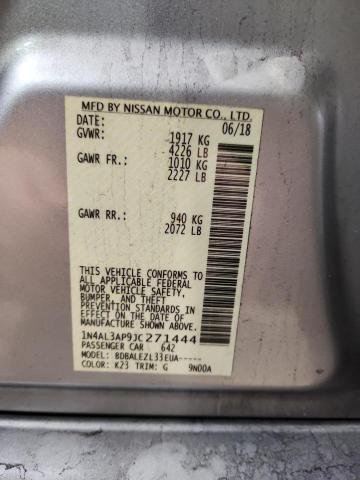 MFD BY NISSAN MOTOR CO., LTD.
DATE: 06/18
GVWR: 1917 KG
4226 LB
GAWR FR: 1010 KG
2227 LB
GAWR RR: 940 KG
2072 LB
THIS VEHICLE CONFORMS TO
ALL APPLICABLE FEDERAL
MOTOR VEHICLE SAFETY,
BUMPER, AND THEFT
PREVENTION STANDARDS IN
EFFECT ON THE DATE OF
MANUFACTURE SHOWN ABOVE.
1N4AL3AP9JC271444
PASSENGER CAR 642
MODEL: BDBALEZL33EUA-----
COLOR: K23 TRIM: G 9N00A